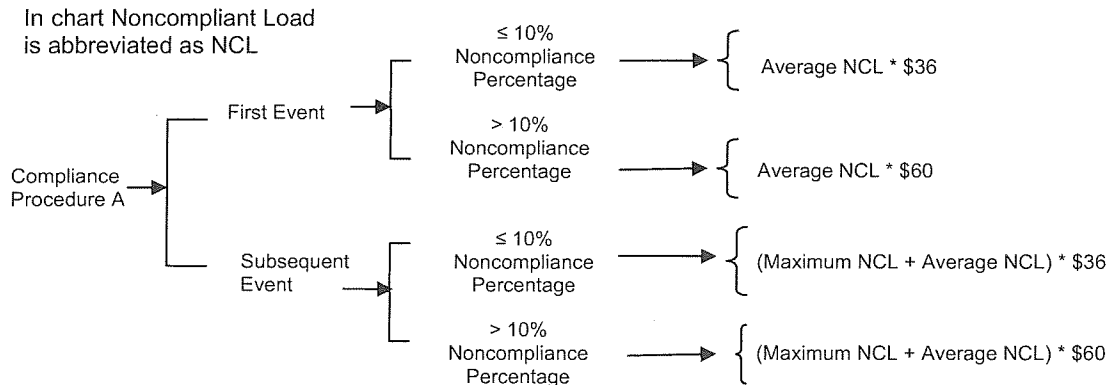 In chart Noncompliant Load
is abbreviated as NCL
Compliance
Procedure A
First Event
≤ 10%
Noncompliance
Percentage
Average NCL * $36
> 10%
Noncompliance
Percentage
Average NCL * $60
Subsequent
Event
≤ 10%
Noncompliance
Percentage
(Maximum NCL + Average NCL) * $36
> 10%
Noncompliance
Percentage
(Maximum NCL + Average NCL) * $60